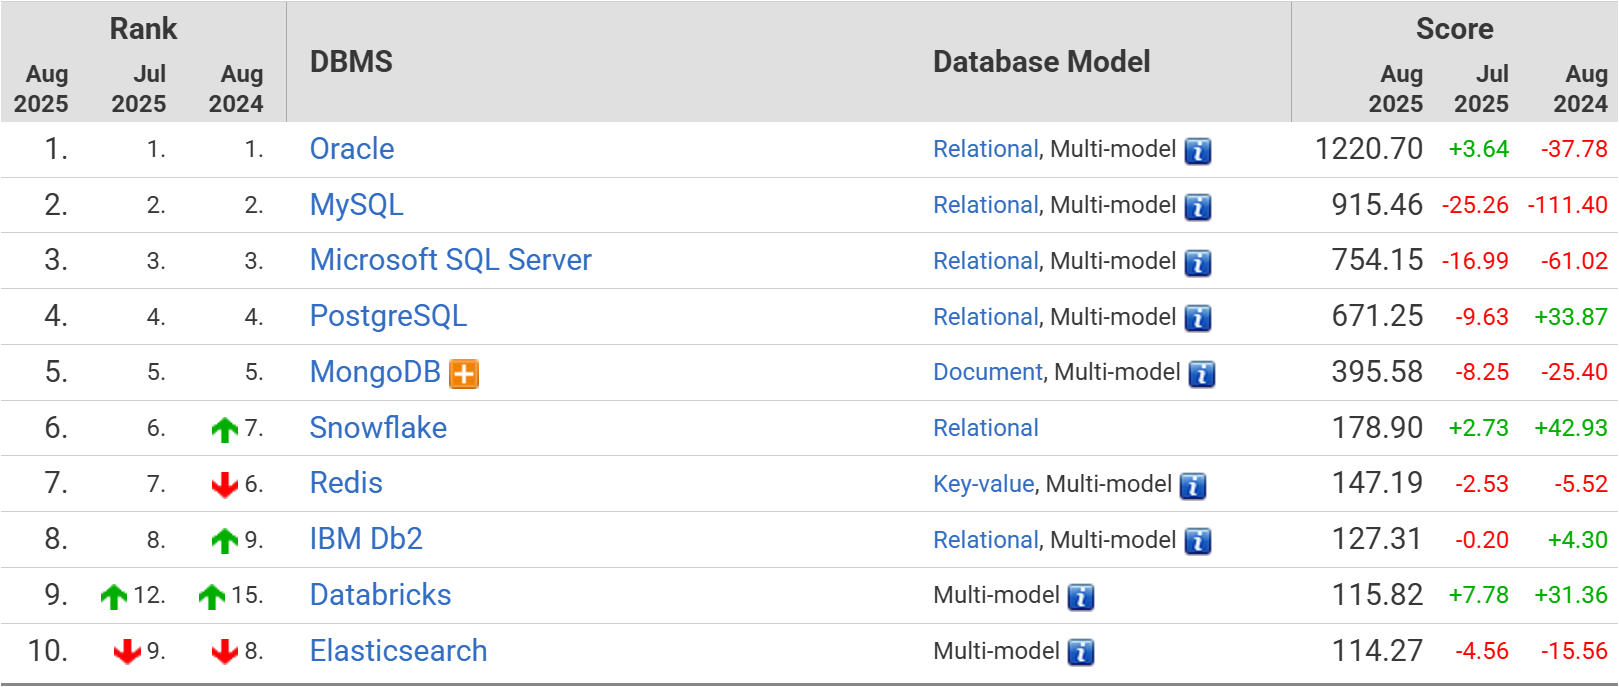 Rank DBMS Database Model Score
Aug 2025 Jul 2025 Aug 2024 Aug 2025 Jul 2025 Aug 2024
1. 1. 1. Oracle Relational, Multi-model i 1220.70 +3.64 -37.78
2. 2. 2. MySQL Relational, Multi-model i 915.46 -25.26 -111.40
3. 3. 3. Microsoft SQL Server Relational, Multi-model i 754.15 -16.99 -61.02
4. 4. 4. PostgreSQL Relational, Multi-model i 671.25 -9.63 +33.87
5. 5. 5. MongoDB + Document, Multi-model i 395.58 -8.25 -25.40
6. 6. 7. Snowflake Relational 178.90 +2.73 +42.93
7. 7. 6. Redis Key-value, Multi-model i 147.19 -2.53 -5.52
8. 8. 9. IBM Db2 Relational, Multi-model i 127.31 -0.20 +4.30
9. 12. 15. Databricks Multi-model i 115.82 +7.78 +31.36
10. 9. 8. Elasticsearch Multi-model i 114.27 -4.56 -15.56